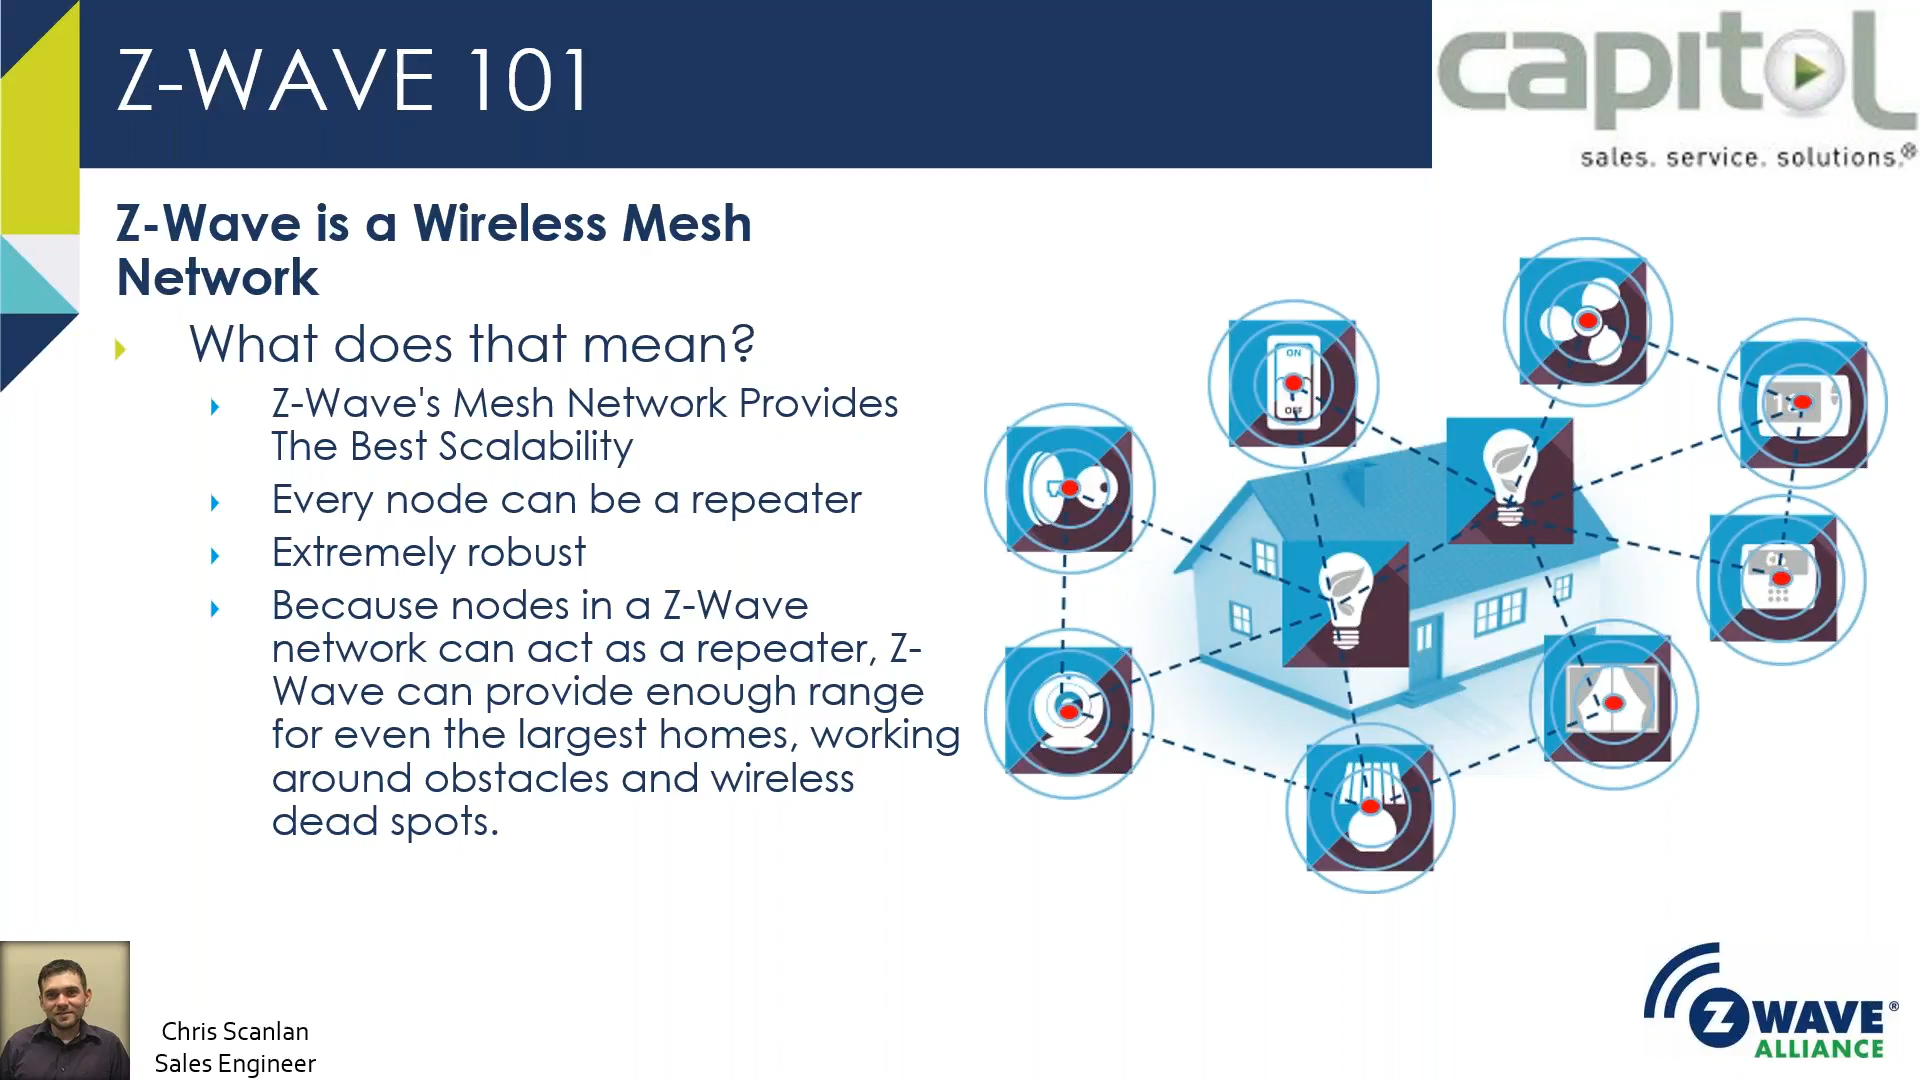 Z-WAVE 101
capitol
sales. service. solutions.®
Z-Wave is a Wireless Mesh
Network
What does that mean?
Z-Wave's Mesh Network Provides
The Best Scalability
Every node can be a repeater
Extremely robust
Because nodes in a Z-Wave
network can act as a repeater, Z-
Wave can provide enough range
for even the largest homes, working
around obstacles and wireless
dead spots.
ON
OFF
Chris Scanlan
Sales Engineer
Z WAVE®
ALLIANCE